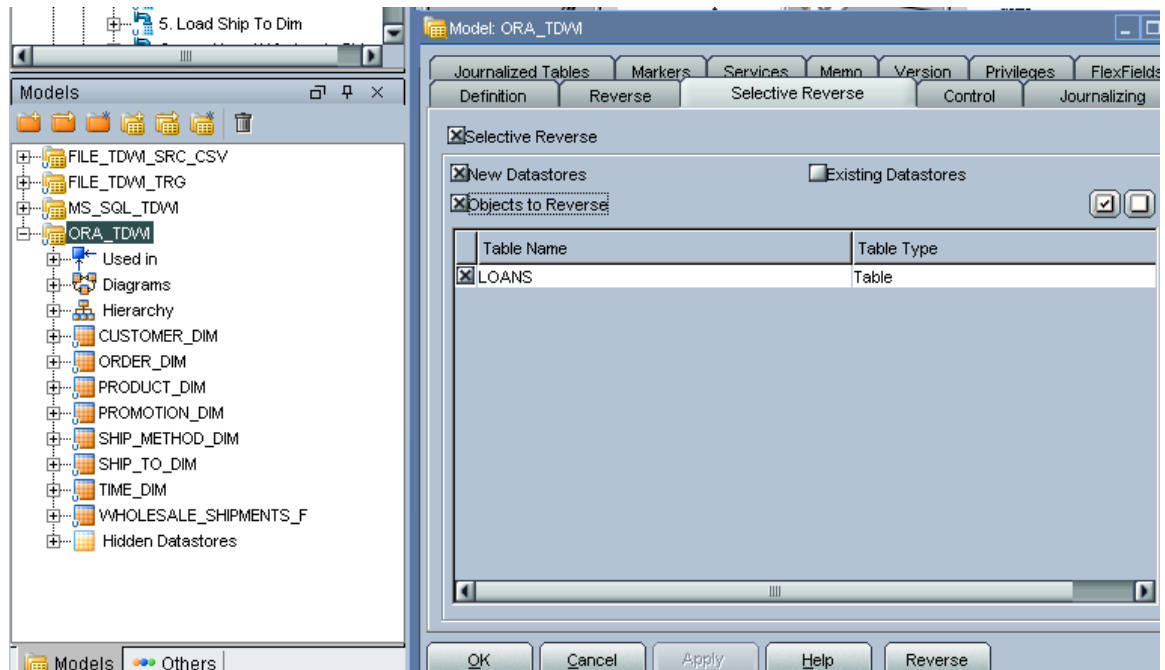 5. Load Ship To Dim
Models
FILE_TDWI_SRC_CSV
FILE_TDWI_TRG
MS_SQL_TDWI
ORA_TDWI
Used in
Diagrams
Hierarchy
CUSTOMER_DIM
ORDER_DIM
PRODUCT_DIM
PROMOTION_DIM
SHIP_METHOD_DIM
SHIP_TO_DIM
TIME_DIM
WHOLESALE_SHIPMENTS_F
Hidden Datastores
Models Others
Model: ORA_TDWI
Journalized Tables Markers Services Memo Version Privileges FlexFields
Definition Reverse Selective Reverse Control Journalizing
Selective Reverse
New Datastores Existing Datastores
Objects to Reverse
Table Name Table Type
LOANS Table
OK Cancel Apply Help Reverse